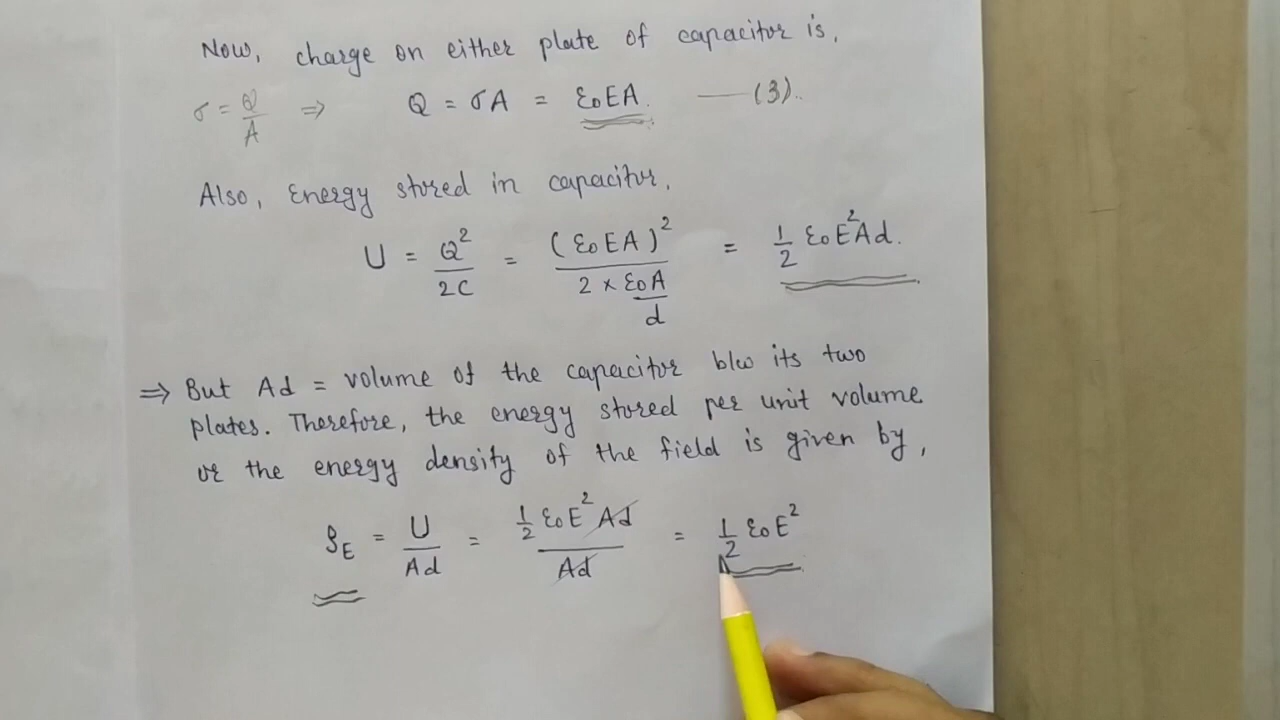 Now, charge on either plate of capacitor is,
σ = Q/A ⇒ Q = σA = ε₀EA. —— (3)..
Also, Energy stored in capacitor,
U = Q²/2C = (ε₀EA)²/(2 × ε₀A/d) = 1/2 ε₀E²Ad.
⇒ But Ad = volume of the capacitor b/w its two
plates. Therefore, the energy stored per unit volume
or the energy density of the field is given by,
ρ_E = U/Ad = 1/2 ε₀E² Ad/Ad = 1/2 ε₀E²